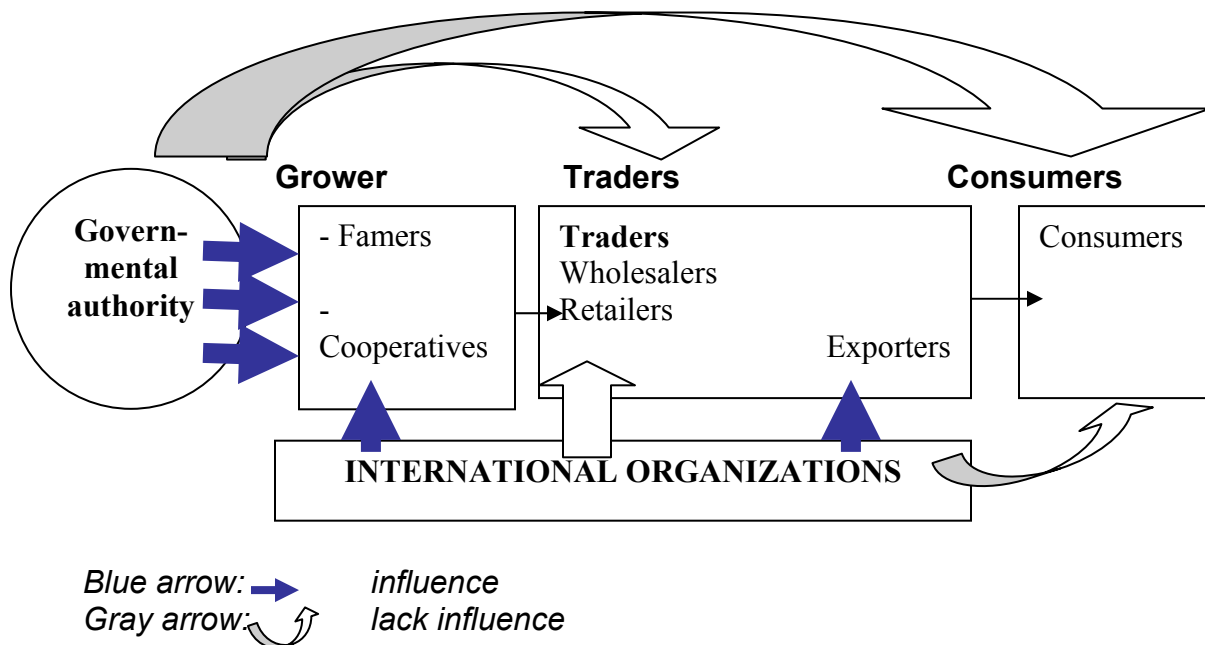 Grower
Traders
Consumers
Govern-
mental
authority
- Famers
-
Cooperatives
Traders
Wholesalers
Retailers
Exporters
Consumers
INTERNATIONAL ORGANIZATIONS
Blue arrow: influence
Gray arrow: lack influence